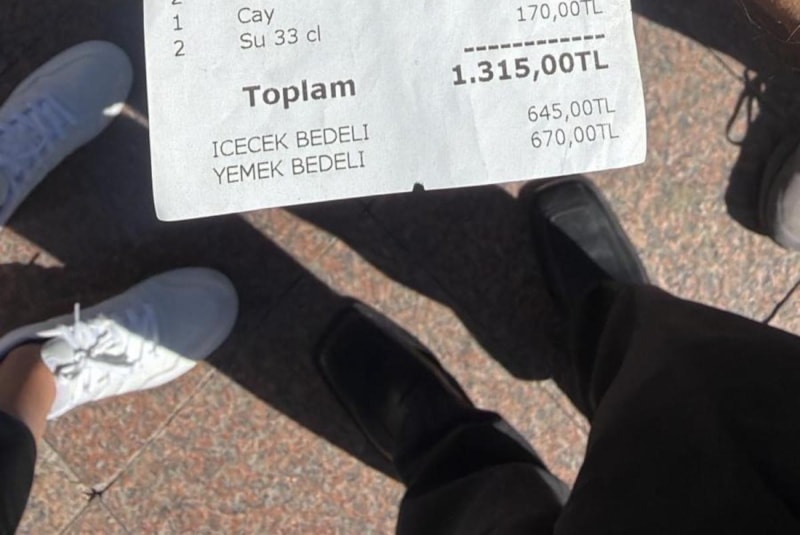 1 Cay
2 Su 33 cl 170,00TL
Toplam 1.315,00TL
ICECEK BEDELI 645,00TL
YEMEK BEDELI 670,00TL